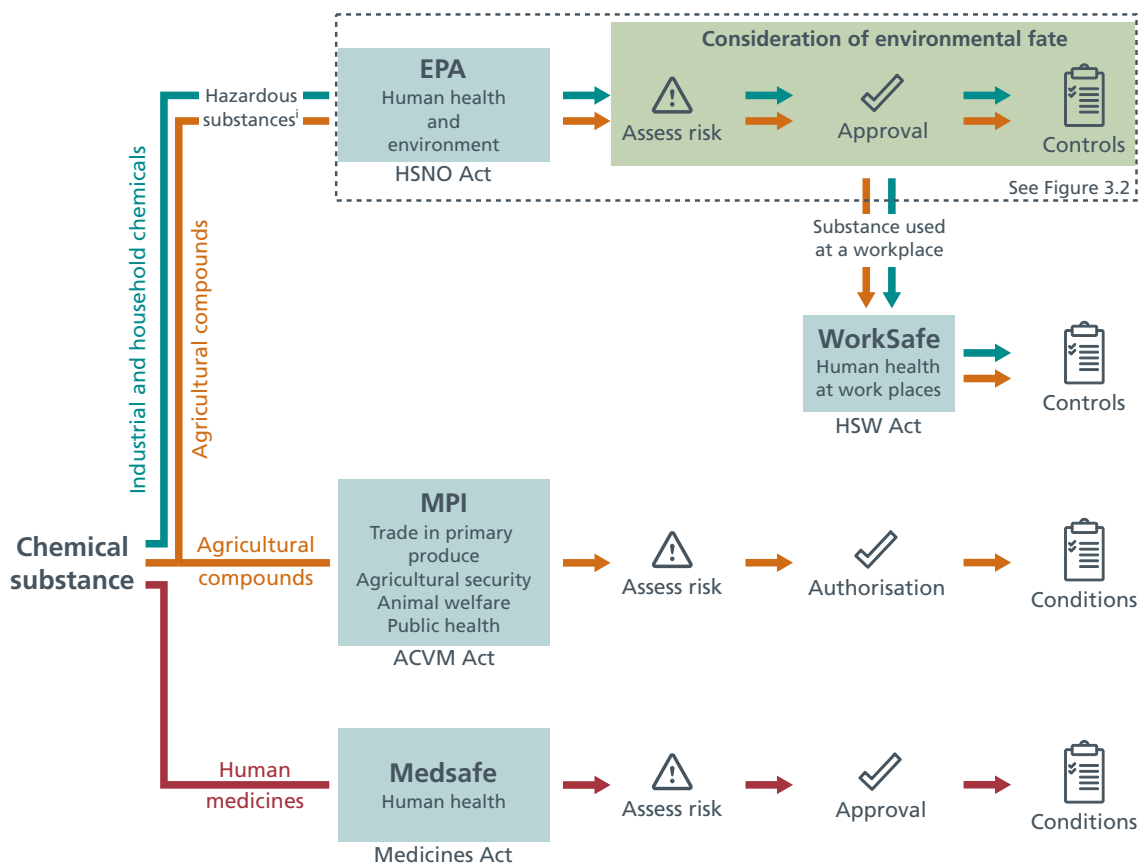 Consideration of environmental fate
EPA
Human health
and
environment
HSNO Act
Hazardous
substancesⁱ
Assess risk
Approval
Controls
See Figure 3.2
Industrial and household chemicals
Agricultural compounds
Substance used
at a workplace
WorkSafe
Human health
at work places
HSW Act
Controls
Chemical
substance
Agricultural
compounds
MPI
Trade in primary
produce
Agricultural security
Animal welfare
Public health
ACVM Act
Assess risk
Authorisation
Conditions
Human
medicines
Medsafe
Human health
Medicines Act
Assess risk
Approval
Conditions